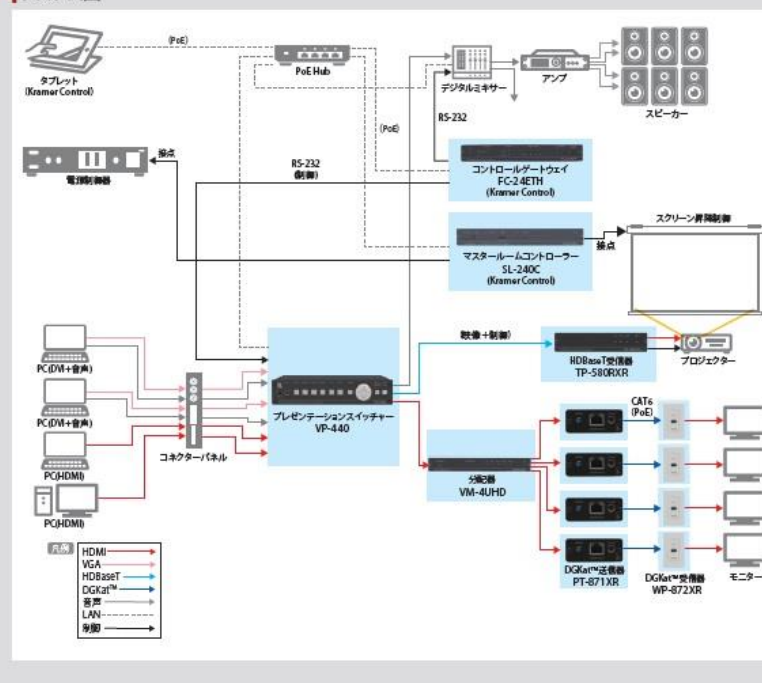 (PoE)
タブレット
(Kramer Control)
PoE Hub
デジタルミキサー
アンプ
スピーカー
RS-232
(PoE)
接点
電源制御器
RS-232
(制御)
コントロールゲートウェイ
FC-24ETH
(Kramer Control)
スクリーン昇降制御
接点
マスタールームコントローラー
SL-240C
(Kramer Control)
(映像+制御)
HDBaseT受信器
TP-580RXR
プロジェクター
PC(DVI+音声)
PC(DVI+音声)
PC(HDMI)
PC(HDMI)
コネクターパネル
プレゼンテーションスイッチャー
VP-440
CAT6
(PoE)
分配器
VM-4UHD
DGKat™送信器
PT-871XR
DGKat™受信器
WP-872XR
モニター
凡例
HDMI
VGA
HDBaseT
DGKat™
音声
LAN
制御